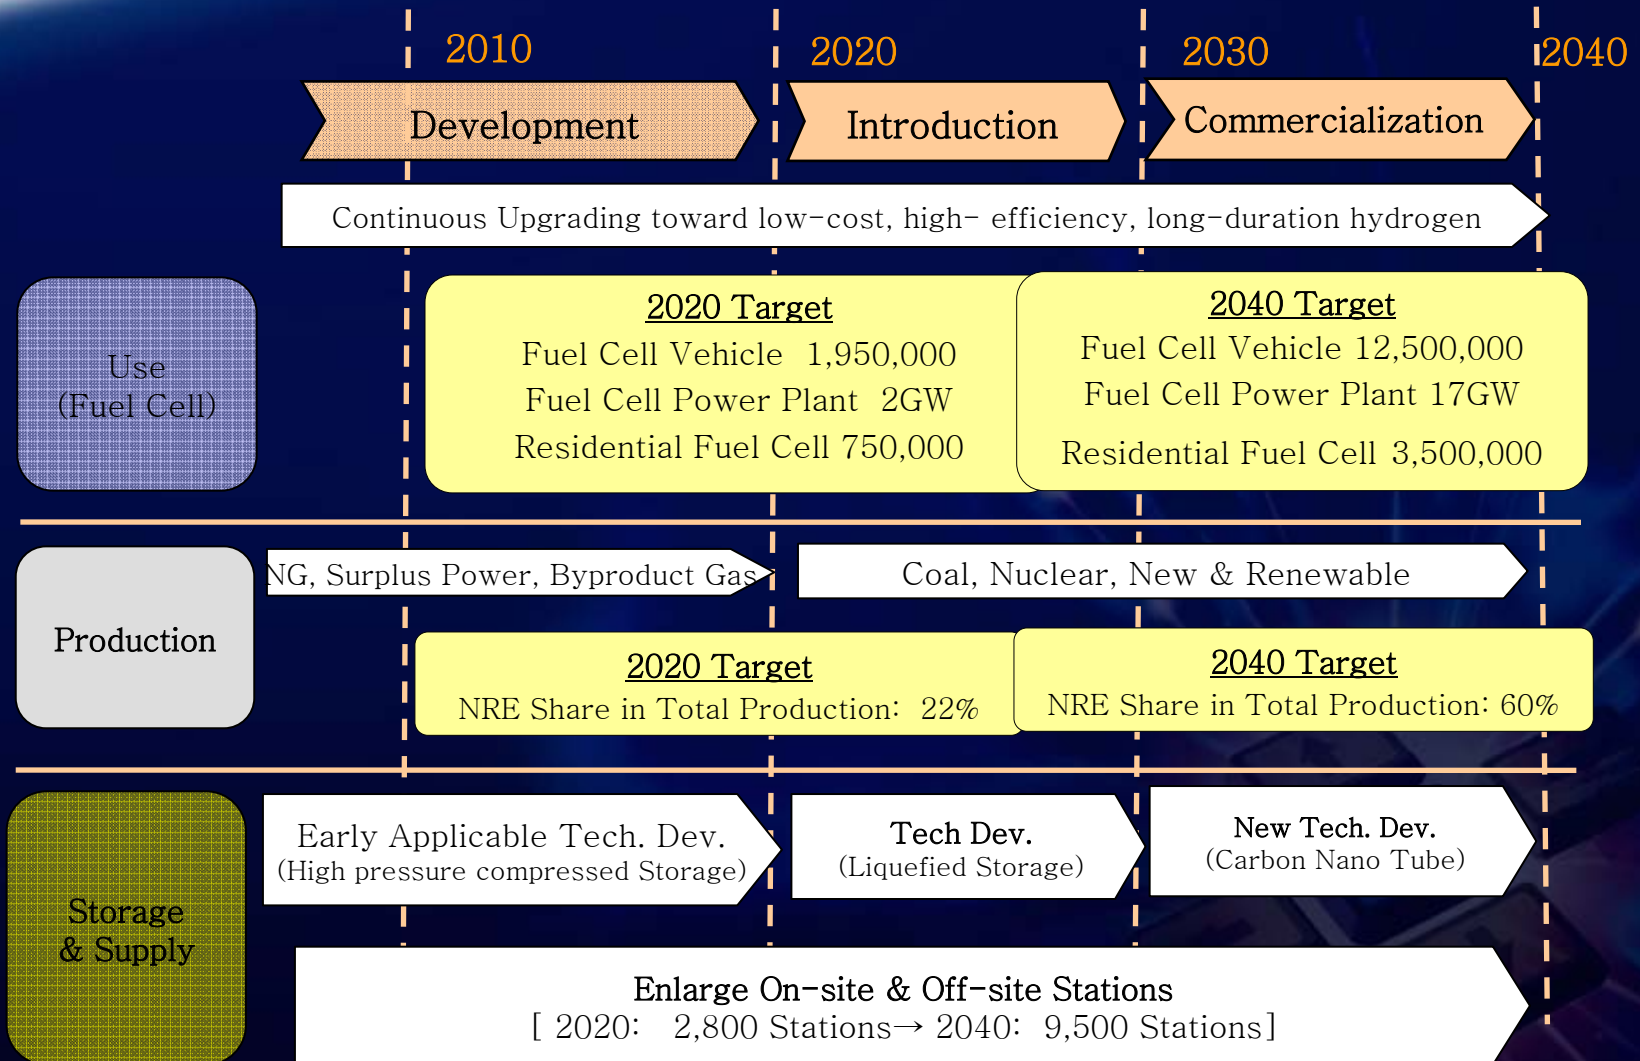 2010
2020
2030
2040
Development
Introduction
Commercialization
Continuous Upgrading toward low-cost, high- efficiency, long-duration hydrogen
Use
(Fuel Cell)
2020 Target
Fuel Cell Vehicle 1,950,000
Fuel Cell Power Plant 2GW
Residential Fuel Cell 750,000
2040 Target
Fuel Cell Vehicle 12,500,000
Fuel Cell Power Plant 17GW
Residential Fuel Cell 3,500,000
Production
NG, Surplus Power, Byproduct Gas
Coal, Nuclear, New & Renewable
2020 Target
NRE Share in Total Production: 22%
2040 Target
NRE Share in Total Production: 60%
Storage
& Supply
Early Applicable Tech. Dev.
(High pressure compressed Storage)
Tech Dev.
(Liquefied Storage)
New Tech. Dev.
(Carbon Nano Tube)
Enlarge On-site & Off-site Stations
[ 2020: 2,800 Stations→ 2040: 9,500 Stations]